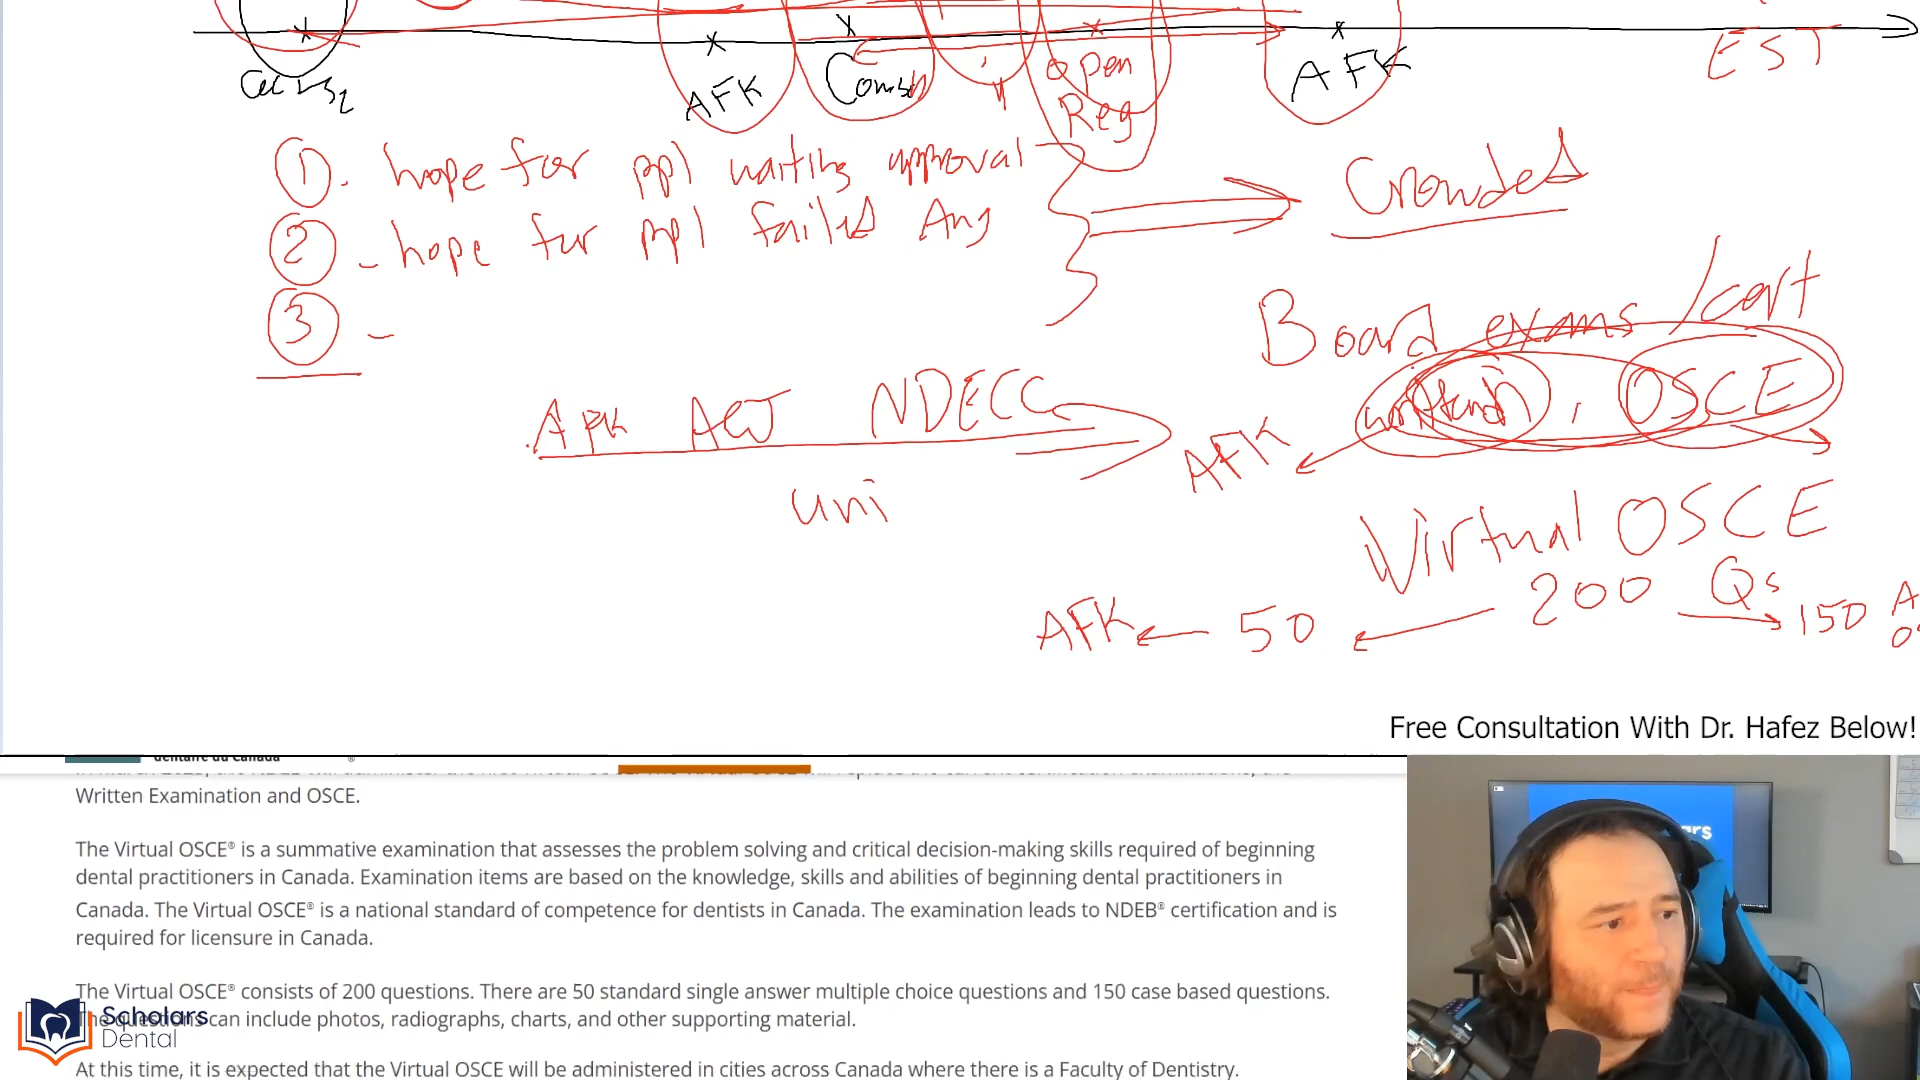 EST
AFK
Consul
open
Reg
AFK
1. hope for ppl waiting approval
2 - hope for ppl failed Aug
3 -
Crowded
Board exams / cert
written, OSCE
AFK ACJ NDECC
AFK
uni
Virtual OSCE
200 Qs
AFK 50
150
Free Consultation With Dr. Hafez Below!
dentaire du Canada
Written Examination and OSCE.
The Virtual OSCE® is a summative examination that assesses the problem solving and critical decision-making skills required of beginning
dental practitioners in Canada. Examination items are based on the knowledge, skills and abilities of beginning dental practitioners in
Canada. The Virtual OSCE® is a national standard of competence for dentists in Canada. The examination leads to NDEB® certification and is
required for licensure in Canada.
The Virtual OSCE® consists of 200 questions. There are 50 standard single answer multiple choice questions and 150 case based questions.
The questions can include photos, radiographs, charts, and other supporting material.
Scholars
Dental
At this time, it is expected that the Virtual OSCE will be administered in cities across Canada where there is a Faculty of Dentistry.